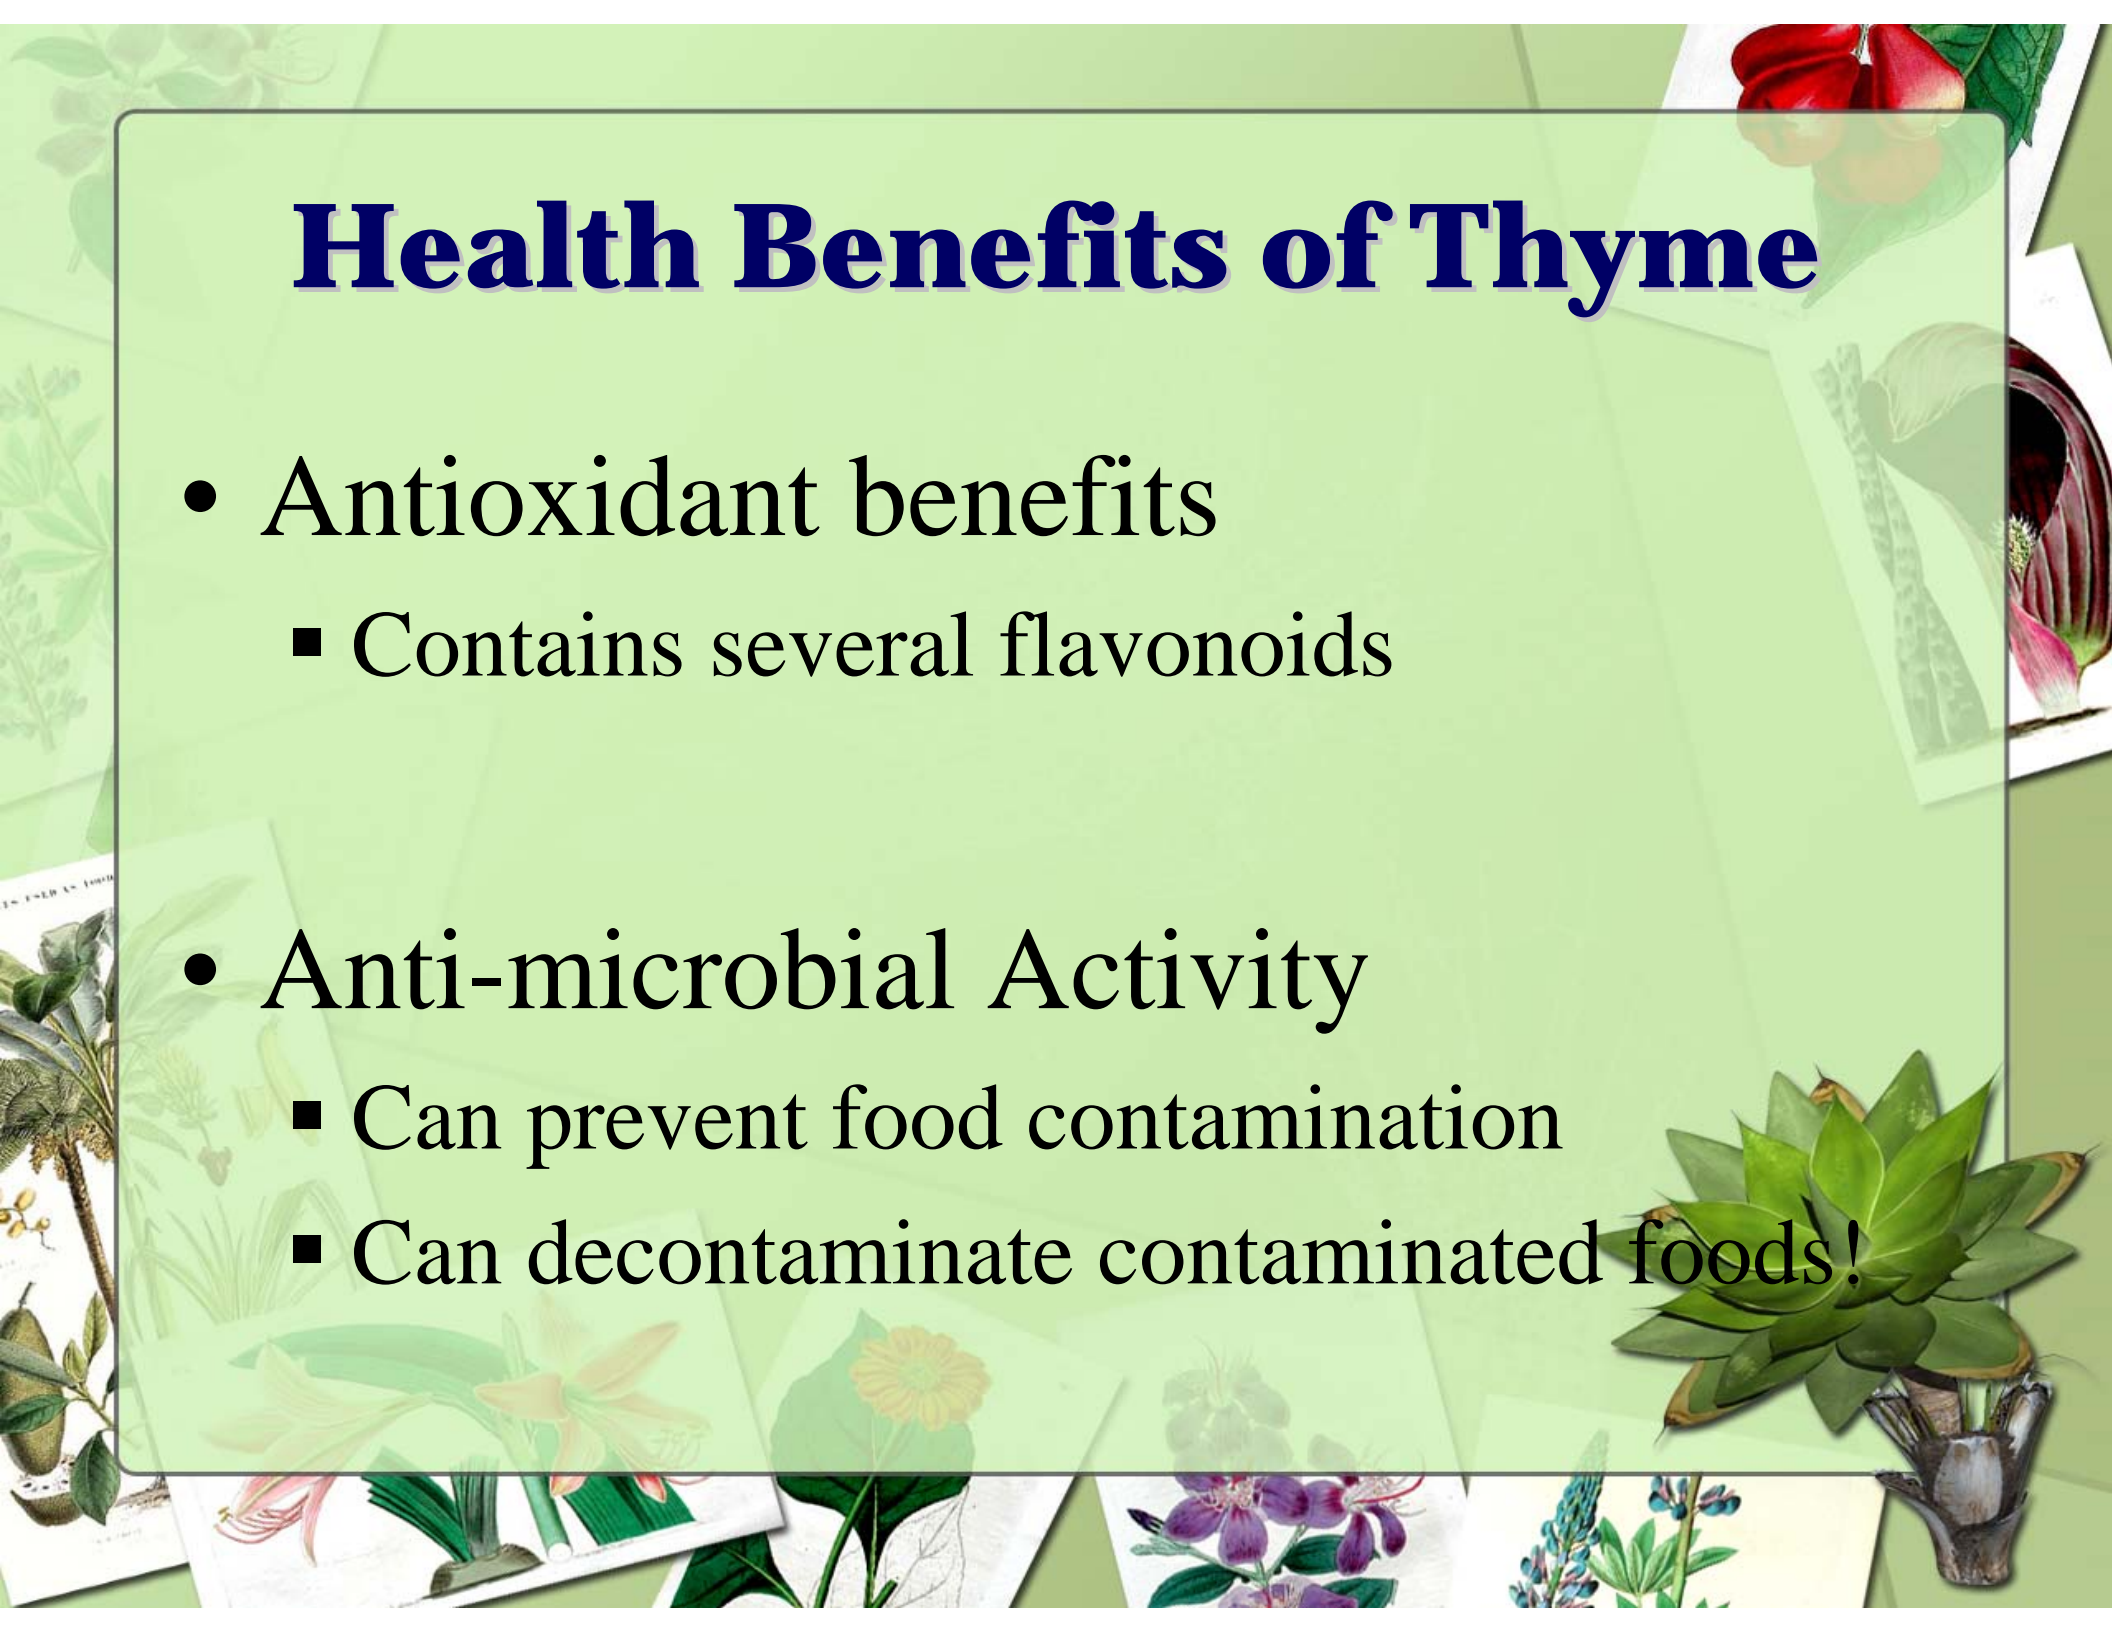 Health Benefits of Thyme
• Antioxidant benefits
▪ Contains several flavonoids
• Anti-microbial Activity
▪ Can prevent food contamination
▪ Can decontaminate contaminated foods!